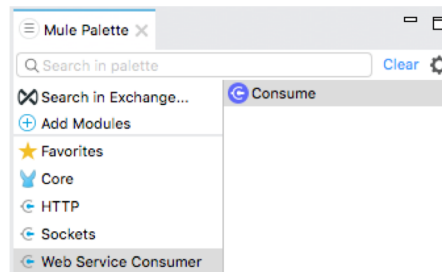 Mule Palette
Search in palette
Clear
Search in Exchange...
Add Modules
Favorites
Core
HTTP
Sockets
Web Service Consumer
Consume